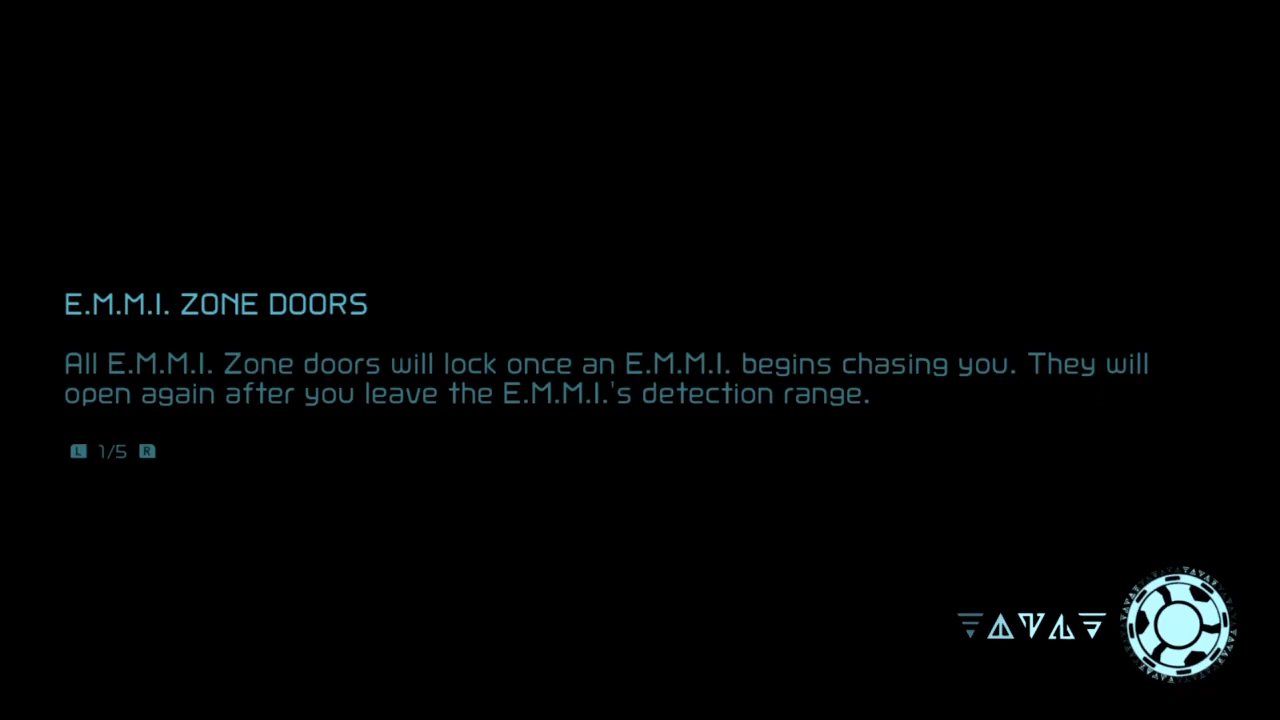 E.M.M.I. ZONE DOORS
All E.M.M.I. Zone doors will lock once an E.M.M.I. begins chasing you. They will
open again after you leave the E.M.M.I.'s detection range.
L 1/5 R